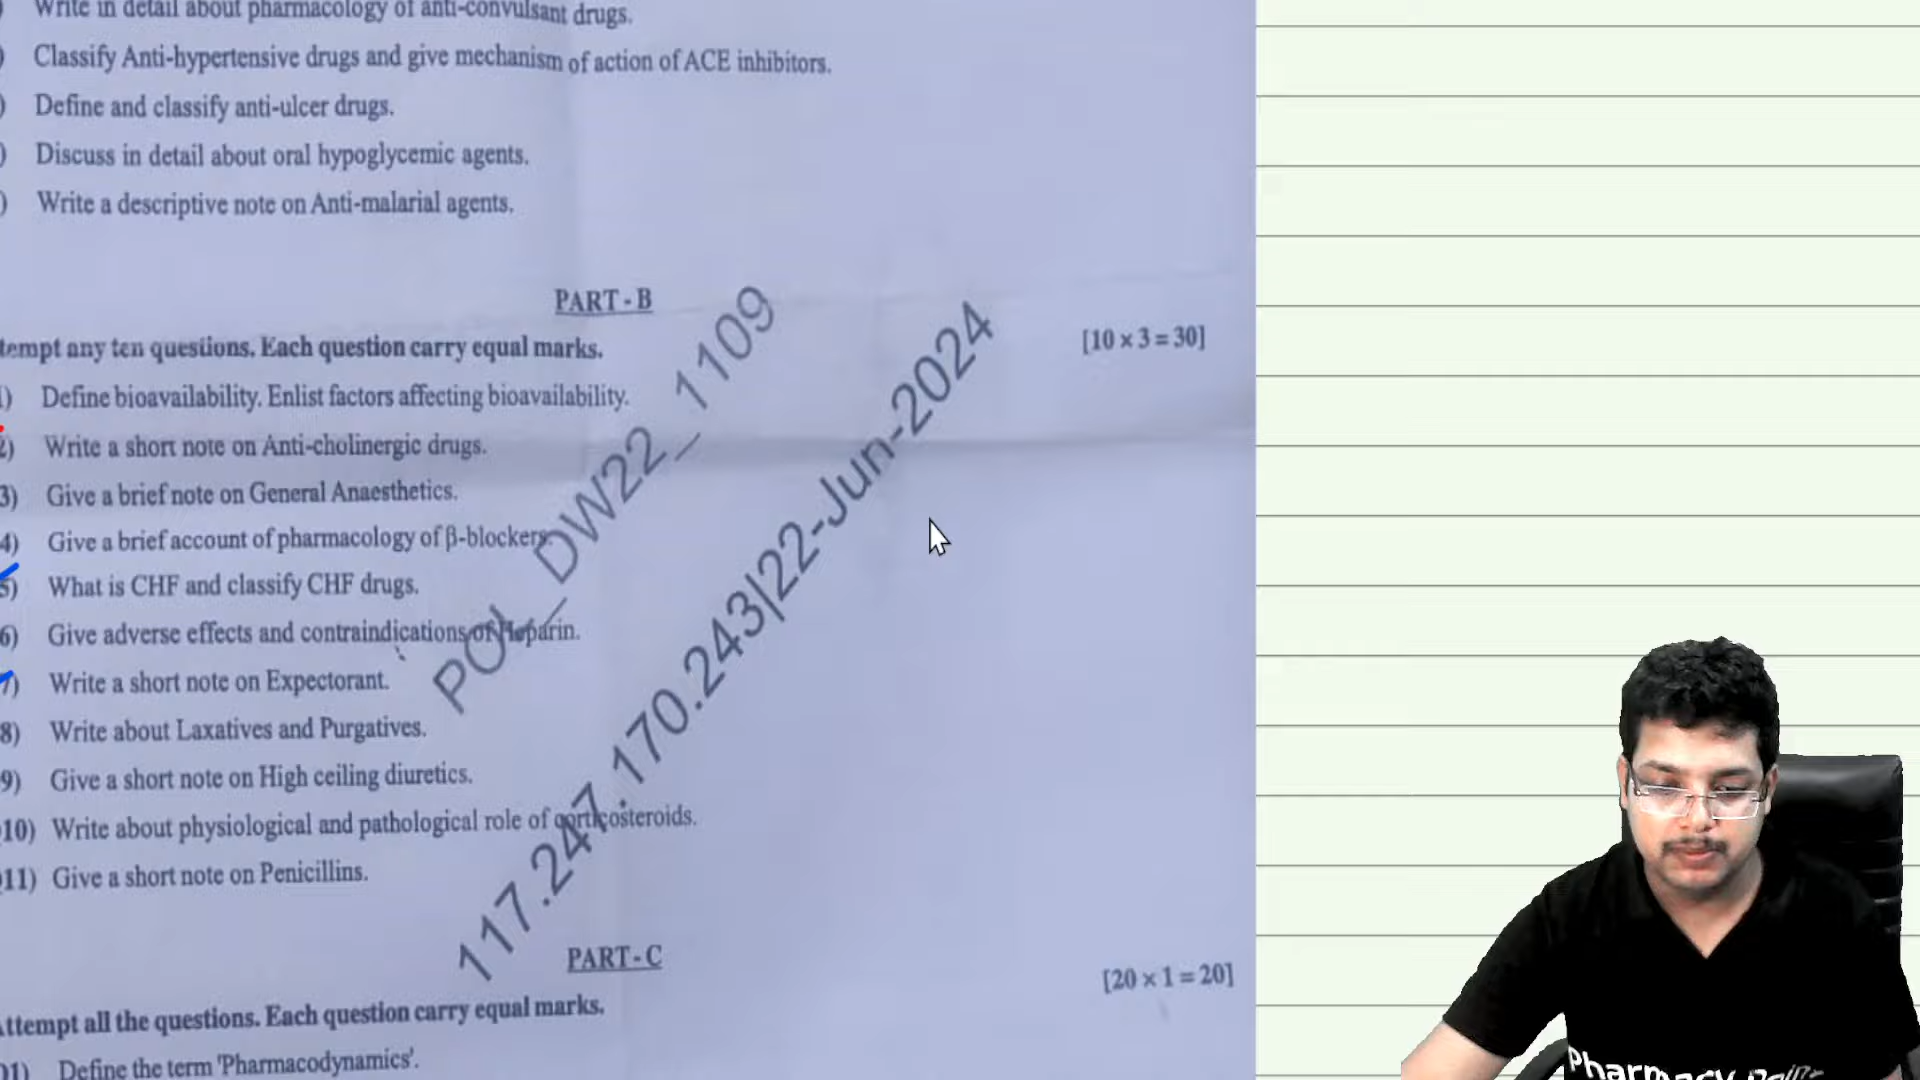 Write in detail about pharmacology of anti-convulsant drugs.
) Classify Anti-hypertensive drugs and give mechanism of action of ACE inhibitors.
) Define and classify anti-ulcer drugs.
) Discuss in detail about oral hypoglycemic agents.
) Write a descriptive note on Anti-malarial agents.
PART - B
tempt any ten questions. Each question carry equal marks. [10 × 3 = 30]
1) Define bioavailability. Enlist factors affecting bioavailability.
2) Write a short note on Anti-cholinergic drugs.
3) Give a brief note on General Anaesthetics.
4) Give a brief account of pharmacology of β-blockers.
5) What is CHF and classify CHF drugs.
6) Give adverse effects and contraindications of Heparin.
7) Write a short note on Expectorant.
8) Write about Laxatives and Purgatives.
9) Give a short note on High ceiling diuretics.
10) Write about physiological and pathological role of corticosteroids.
11) Give a short note on Penicillins.
PART - C
ttempt all the questions. Each question carry equal marks. [20 × 1 = 20]
1) Define the term 'Pharmacodynamics'.
POL_DW22_1109
117.247.170.243|22-Jun-2024
Pharmacy